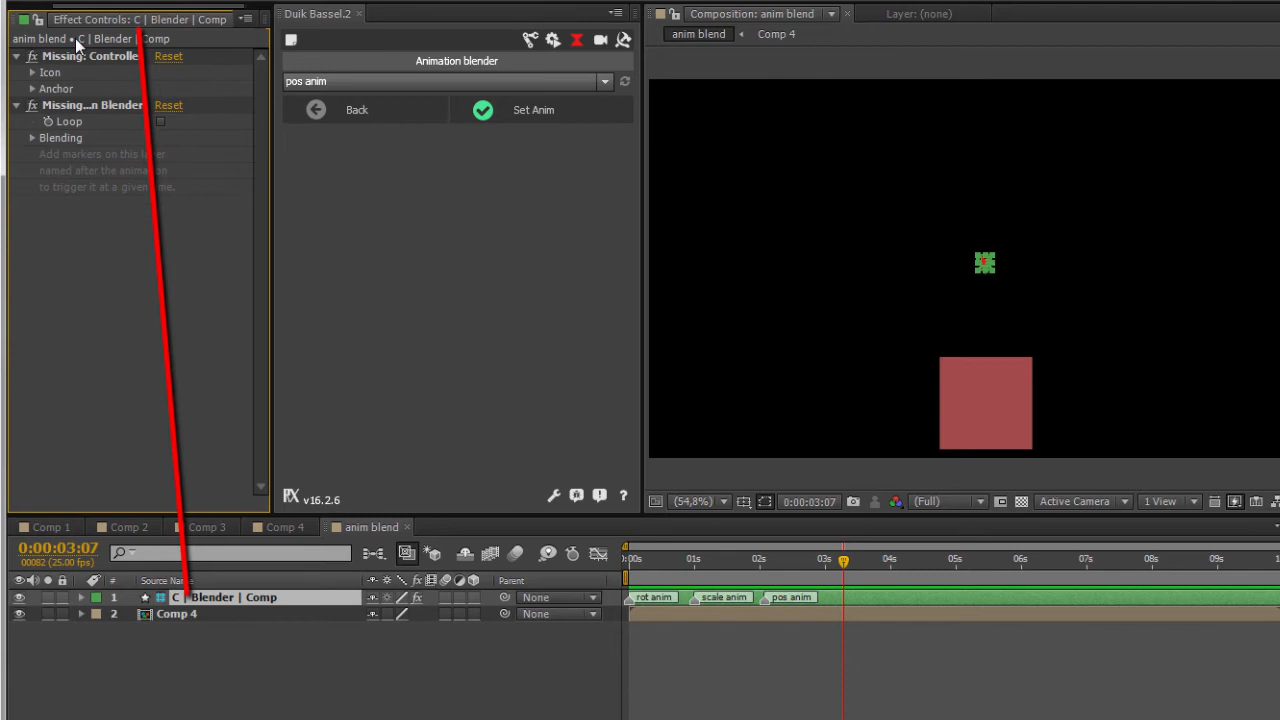 Effect Controls: C | Blender | Comp
anim blend • C | Blender | Comp
fx Missing: Controlle Reset
Icon
Anchor
fx Missing...n Blender Reset
Loop
Blending
Add markers on this layer
named after the animation
to trigger it at a given time.
Duik Bassel.2
Animation blender
pos anim
Back
Set Anim
v16.2.6
?
Composition: anim blend
Layer: (none)
anim blend
Comp 4
(54,8%)
0:00:03:07
(Full)
Active Camera
1 View
Comp 1
Comp 2
Comp 3
Comp 4
anim blend
0:00:03:07
00082 (25.00 fps)
# Source Name
fx
Parent
1 C | Blender | Comp
fx
None
2 Comp 4
None
:00s 01s 02s 03s 04s 05s 06s 07s 08s 09s
rot anim
scale anim
pos anim